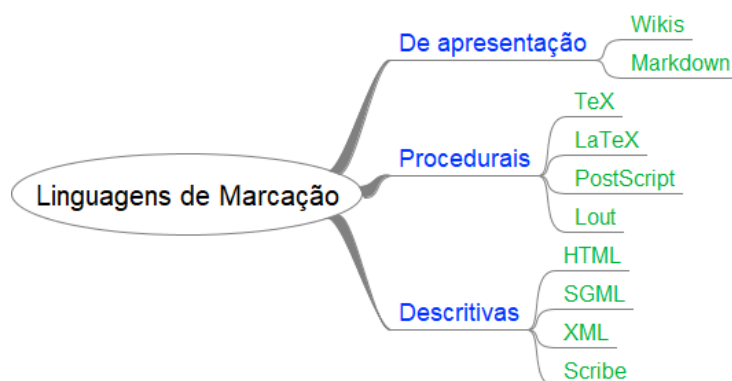 Linguagens de Marcação
De apresentação
Wikis
Markdown
Procedurais
TeX
LaTeX
PostScript
Lout
Descritivas
HTML
SGML
XML
Scribe